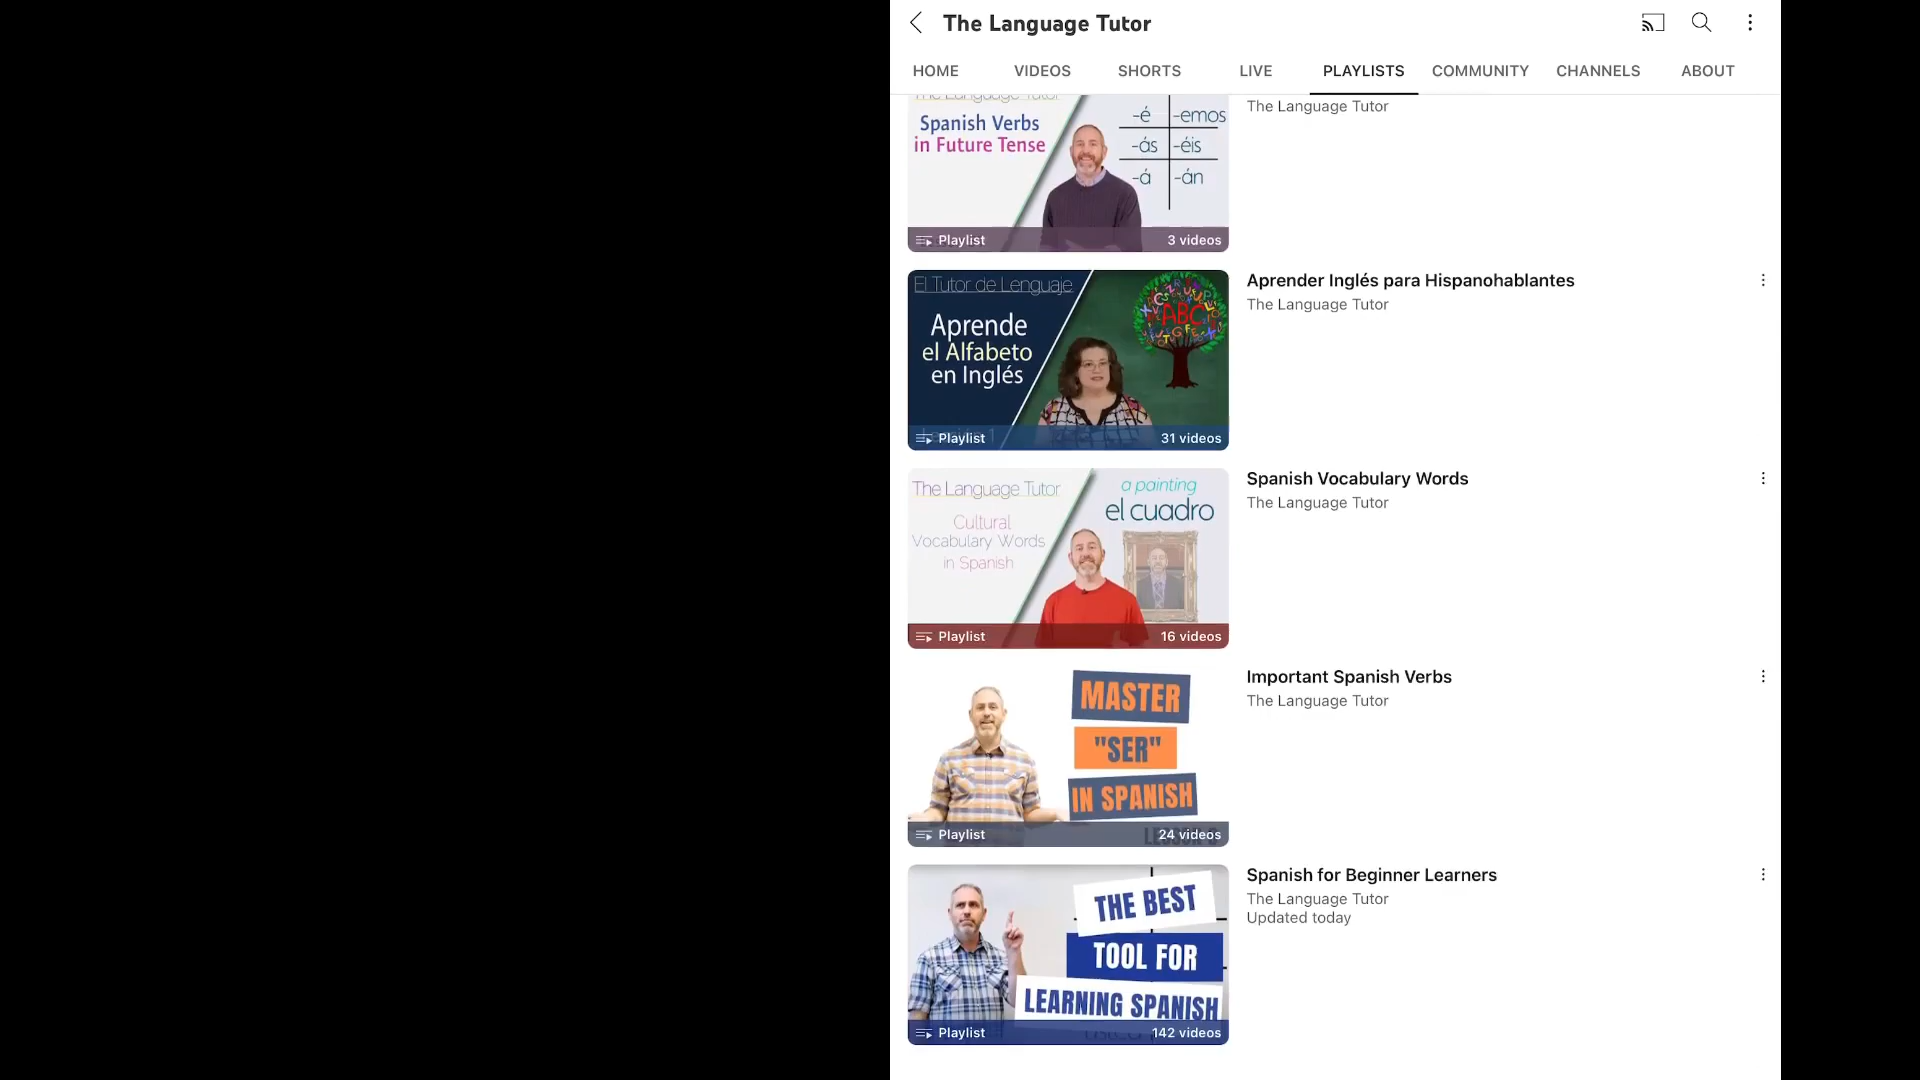 The Language Tutor
HOME VIDEOS SHORTS LIVE PLAYLISTS COMMUNITY CHANNELS ABOUT
The Language Tutor
Spanish Verbs
in Future Tense
-é -emos
-ás -éis
-á -án
Playlist 3 videos
The Language Tutor
El Tutor de Lenguaje
Aprende
el Alfabeto
en Inglés
ABC
Playlist 31 videos
Aprender Inglés para Hispanohablantes
The Language Tutor
The Language Tutor
Cultural
Vocabulary Words
in Spanish
a painting
el cuadro
Playlist 16 videos
Spanish Vocabulary Words
The Language Tutor
MASTER
"SER"
IN SPANISH
Playlist 24 videos
Important Spanish Verbs
The Language Tutor
THE BEST
TOOL FOR
LEARNING SPANISH
Playlist 142 videos
Spanish for Beginner Learners
The Language Tutor
Updated today